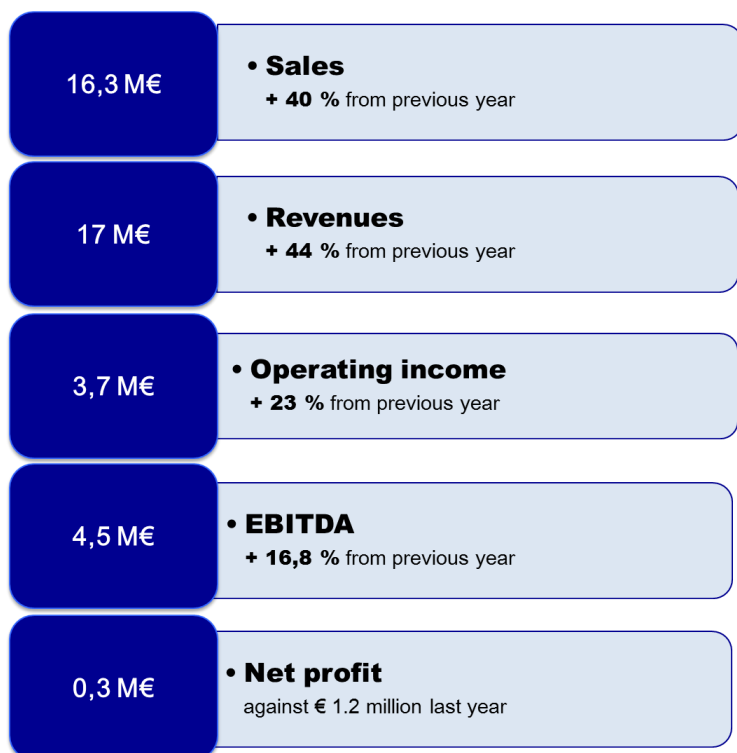 16,3 M€
• Sales
+ 40 % from previous year
17 M€
• Revenues
+ 44 % from previous year
3,7 M€
• Operating income
+ 23 % from previous year
4,5 M€
• EBITDA
+ 16,8 % from previous year
0,3 M€
• Net profit
against € 1.2 million last year